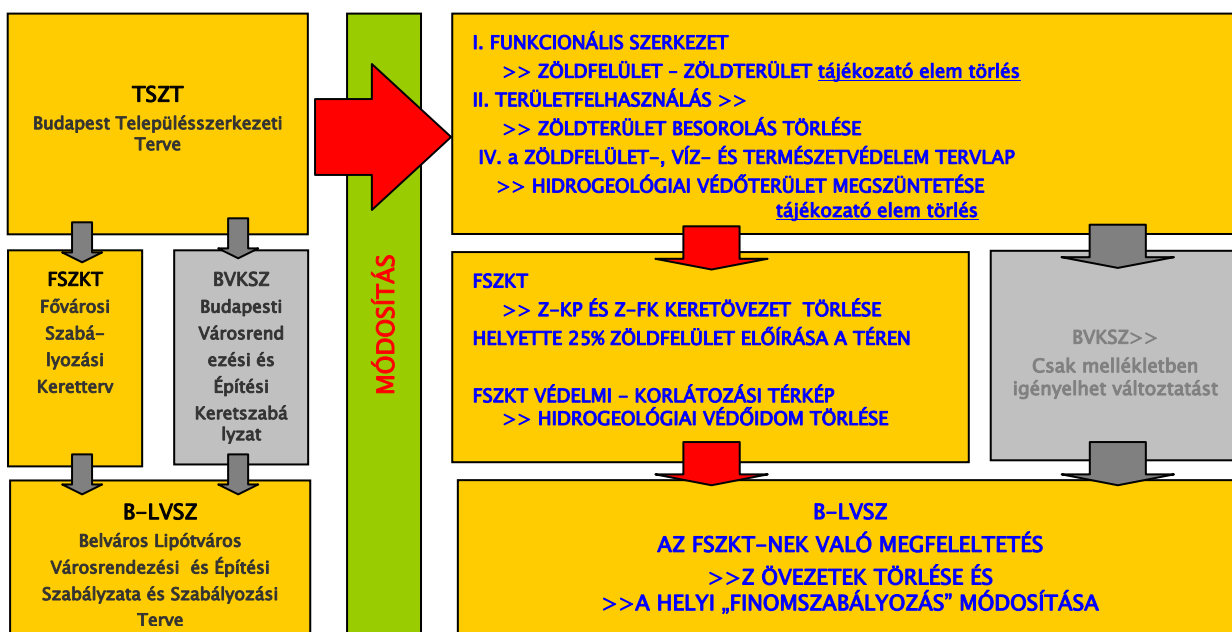 TSZT
Budapest Településszerkezeti
Terve
FSZKT
Fővárosi
Szabá-
lyozási
Keretterv
BVKSZ
Budapesti
Városrend
ezési és
Építési
Keretszabá
lyzat
B-LVSZ
Belváros Lipótváros
Városrendezési és Építési
Szabályzata és Szabályozási
Terve
MÓDOSÍTÁS
I. FUNKCIONÁLIS SZERKEZET
>> ZÖLDFELÜLET – ZÖLDTERÜLET tájékozató elem törlés
II. TERÜLETFELHASZNÁLÁS >>
>> ZÖLDTERÜLET BESOROLÁS TÖRLÉSE
IV. a ZÖLDFELÜLET-, VÍZ- ÉS TERMÉSZETVÉDELEM TERVLAP
>> HIDROGEOLÓGIAI VÉDŐTERÜLET MEGSZÜNTETÉSE
tájékozató elem törlés
FSZKT
>> Z-KP ÉS Z-FK KERETÖVEZET TÖRLÉSE
HELYETTE 25% ZÖLDFELÜLET ELŐÍRÁSA A TÉREN
FSZKT VÉDELMI – KORLÁTOZÁSI TÉRKÉP
>> HIDROGEOLÓGIAI VÉDŐIDOM TÖRLÉSE
BVKSZ>>
Csak mellékletben
igényelhet változtatást
B-LVSZ
AZ FSZKT-NEK VALÓ MEGFELELTETÉS
>>Z ÖVEZETEK TÖRLÉSE ÉS
>>A HELYI „FINOMSZABÁLYOZÁS” MÓDOSÍTÁSA